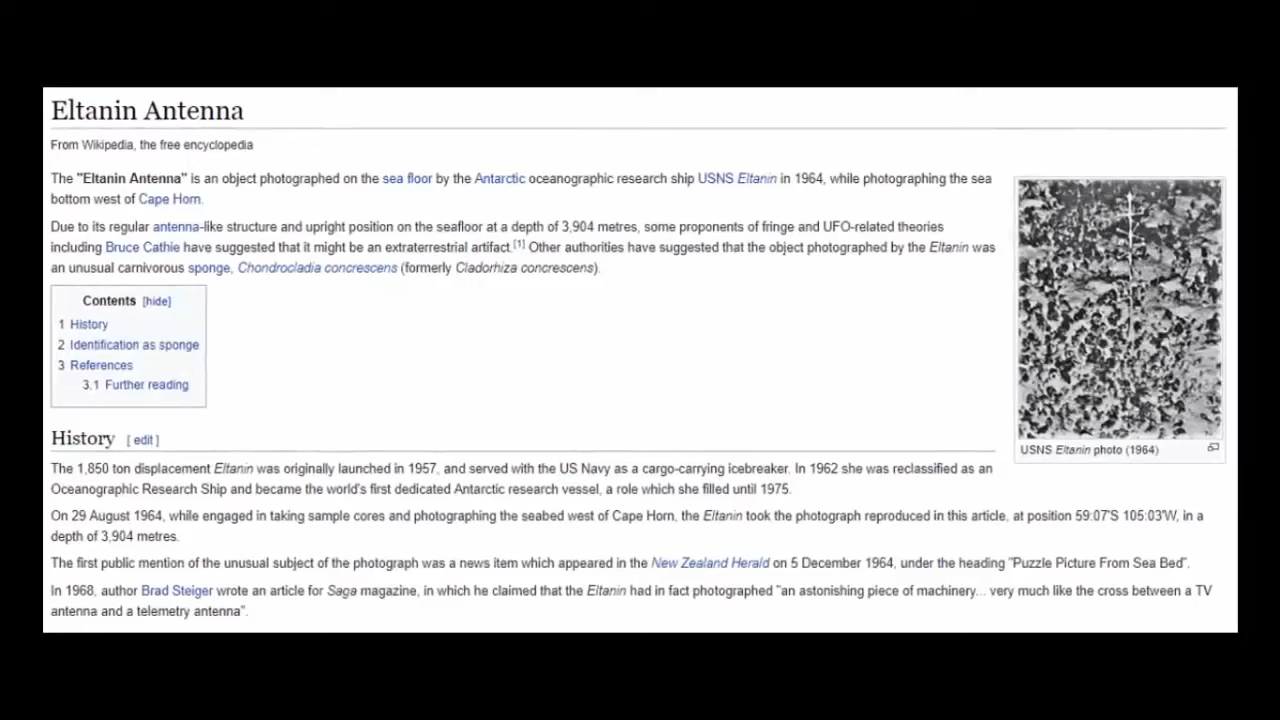 Eltanin Antenna
From Wikipedia, the free encyclopedia
The "Eltanin Antenna" is an object photographed on the sea floor by the Antarctic oceanographic research ship USNS Eltanin in 1964, while photographing the sea
bottom west of Cape Horn.
Due to its regular antenna-like structure and upright position on the seafloor at a depth of 3,904 metres, some proponents of fringe and UFO-related theories
including Bruce Cathie have suggested that it might be an extraterrestrial artifact.[1] Other authorities have suggested that the object photographed by the Eltanin was
an unusual carnivorous sponge, Chondrocladia concrescens (formerly Cladorhiza concrescens).
Contents [hide]
1 History
2 Identification as sponge
3 References
3.1 Further reading
USNS Eltanin photo (1964)
History [ edit ]
The 1,850 ton displacement Eltanin was originally launched in 1957, and served with the US Navy as a cargo-carrying icebreaker. In 1962 she was reclassified as an
Oceanographic Research Ship and became the world's first dedicated Antarctic research vessel, a role which she filled until 1975.
On 29 August 1964, while engaged in taking sample cores and photographing the seabed west of Cape Horn, the Eltanin took the photograph reproduced in this article, at position 59:07'S 105:03'W, in a
depth of 3,904 metres.
The first public mention of the unusual subject of the photograph was a news item which appeared in the New Zealand Herald on 5 December 1964, under the heading "Puzzle Picture From Sea Bed".
In 1968, author Brad Steiger wrote an article for Saga magazine, in which he claimed that the Eltanin had in fact photographed "an astonishing piece of machinery... very much like the cross between a TV
antenna and a telemetry antenna".